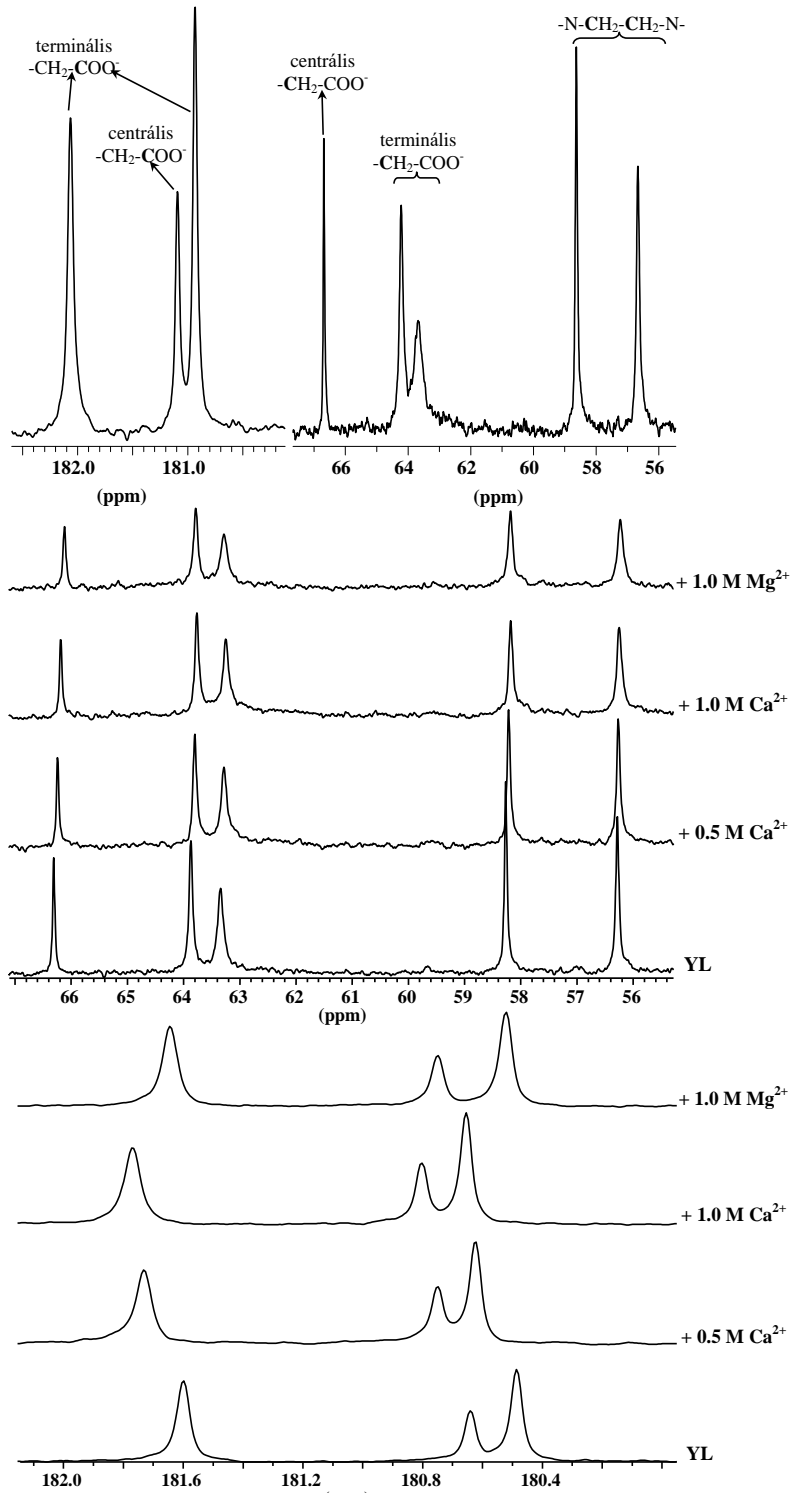 -N-CH₂-CH₂-N-
terminális
-CH₂-COO⁻
centrális
-CH₂-COO⁻
centrális
-CH₂-COO⁻
terminális
-CH₂-COO⁻
182.0 181.0
(ppm)
66 64 62 60 58 56
(ppm)
+ 1.0 M Mg²⁺
+ 1.0 M Ca²⁺
+ 0.5 M Ca²⁺
YL
66 65 64 63 62 61 60 59 58 57 56
(ppm)
+ 1.0 M Mg²⁺
+ 1.0 M Ca²⁺
+ 0.5 M Ca²⁺
YL
182.0 181.6 181.2 180.8 180.4